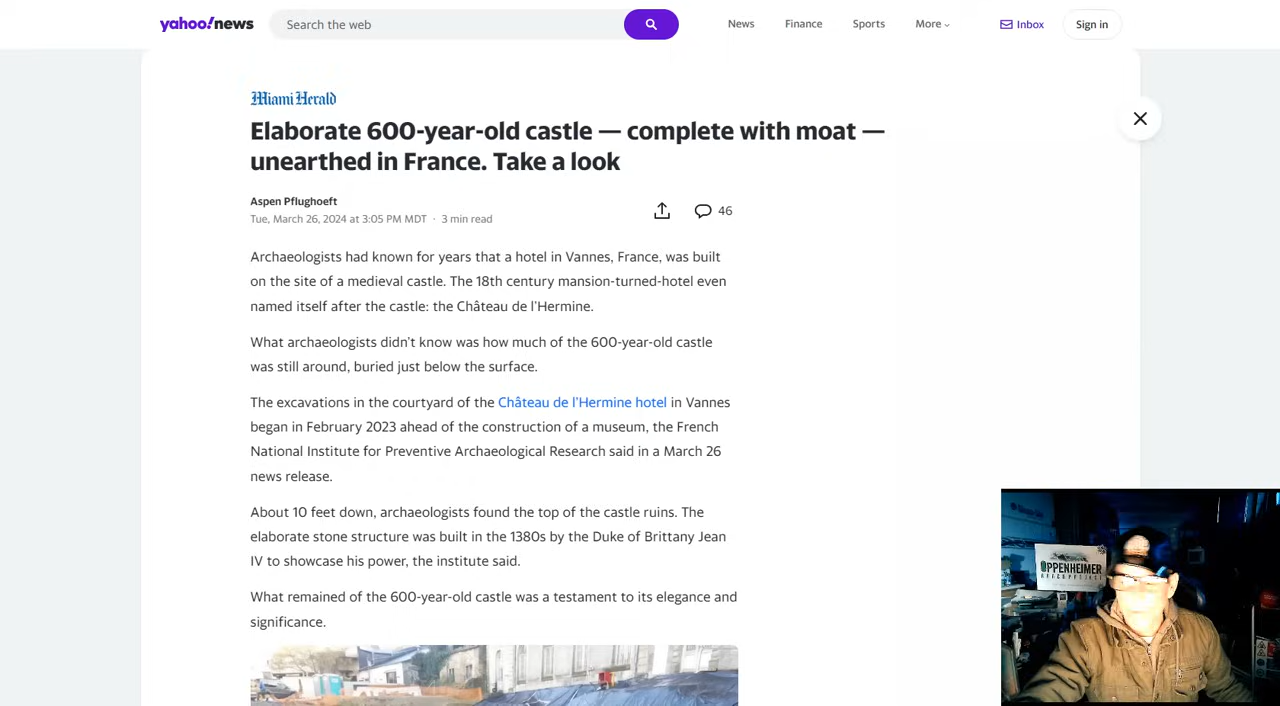 yahoo!news
Search the web
News
Finance
Sports
More
Inbox
Sign in
Miami Herald
Elaborate 600-year-old castle — complete with moat —
unearthed in France. Take a look
Aspen Pflughoeft
Tue, March 26, 2024 at 3:05 PM MDT · 3 min read
46
Archaeologists had known for years that a hotel in Vannes, France, was built
on the site of a medieval castle. The 18th century mansion-turned-hotel even
named itself after the castle: the Château de l'Hermine.
What archaeologists didn't know was how much of the 600-year-old castle
was still around, buried just below the surface.
The excavations in the courtyard of the Château de l'Hermine hotel in Vannes
began in February 2023 ahead of the construction of a museum, the French
National Institute for Preventive Archaeological Research said in a March 26
news release.
About 10 feet down, archaeologists found the top of the castle ruins. The
elaborate stone structure was built in the 1380s by the Duke of Brittany Jean
IV to showcase his power, the institute said.
What remained of the 600-year-old castle was a testament to its elegance and
significance.
OPPENHEIMER